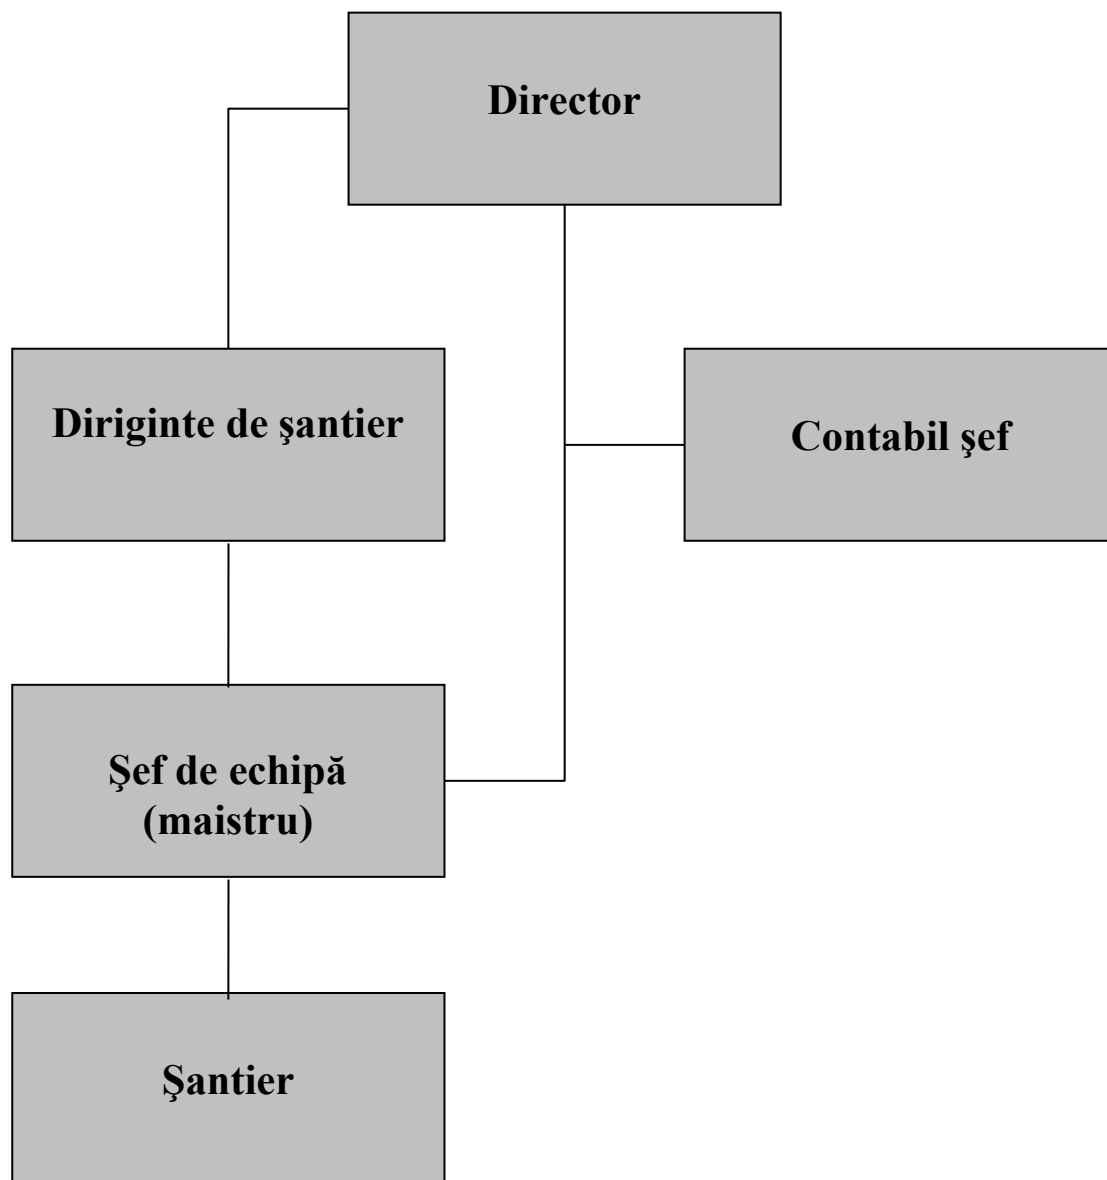 Director
Diriginte de şantier
Contabil şef
Şef de echipă
(maistru)
Şantier